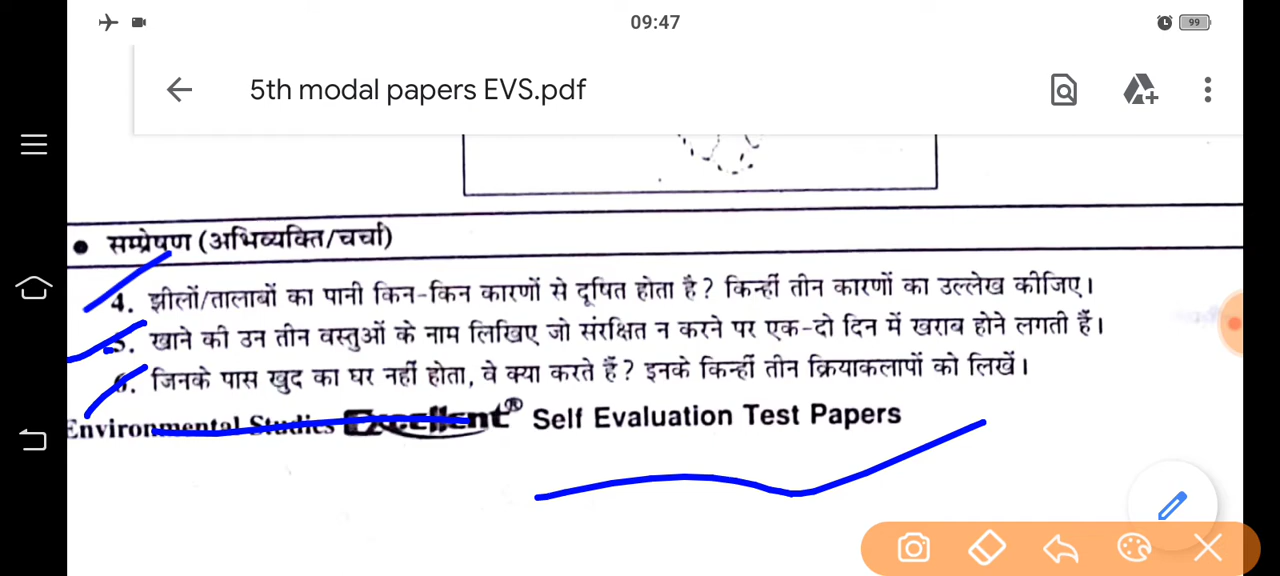 09:47
99
5th modal papers EVS.pdf
● सम्प्रेषण (अभिव्यक्ति/चर्चा)
4. झीलों/तालाबों का पानी किन-किन कारणों से दूषित होता है? किन्हीं तीन कारणों का उल्लेख कीजिए।
5. खाने की उन तीन वस्तुओं के नाम लिखिए जो संरक्षित न करने पर एक-दो दिन में खराब होने लगती हैं।
6. जिनके पास खुद का घर नहीं होता, वे क्या करते हैं? इनके किन्हीं तीन क्रियाकलापों को लिखें।
Environmental Studies Excellent® Self Evaluation Test Papers